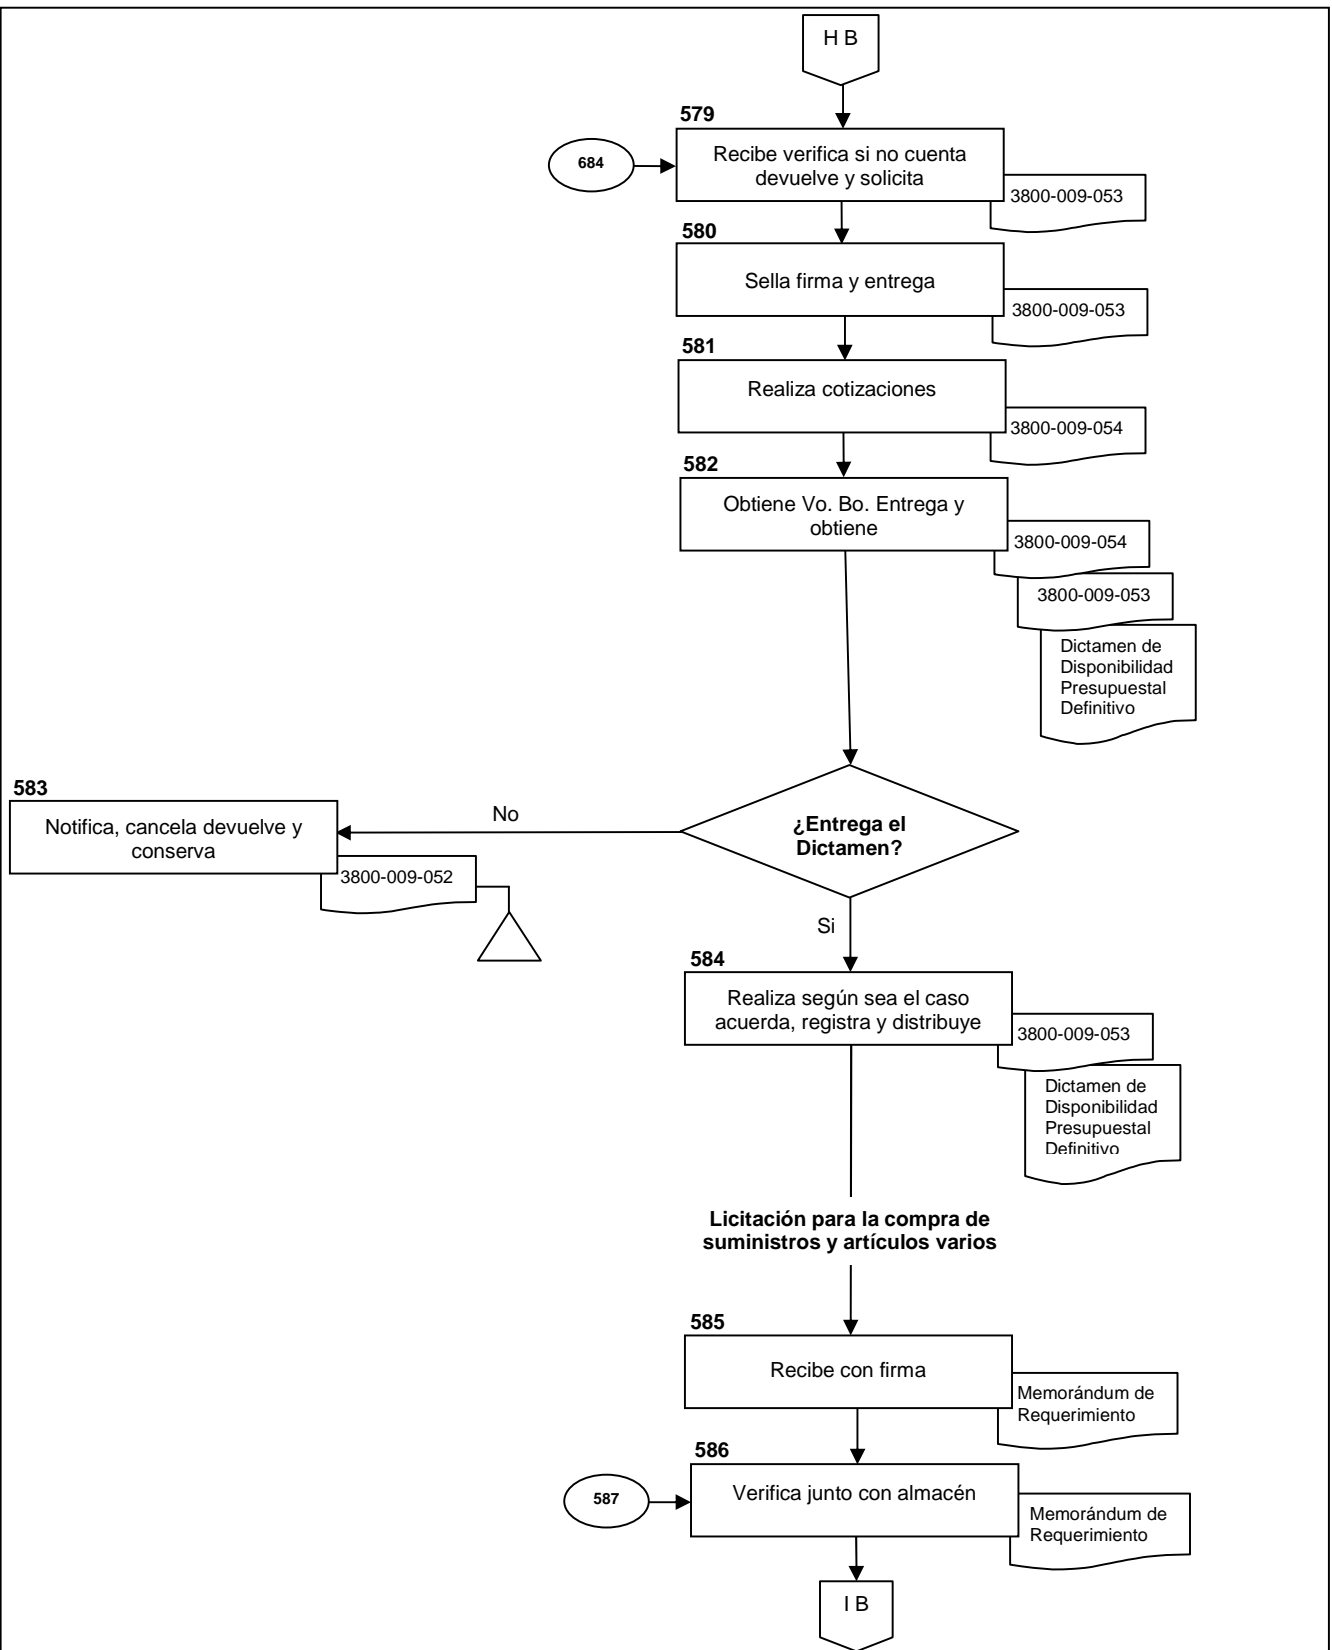 H B
579
684
Recibe verifica si no cuenta
devuelve y solicita
3800-009-053
580
Sella firma y entrega
3800-009-053
581
Realiza cotizaciones
3800-009-054
582
Obtiene Vo. Bo. Entrega y
obtiene
3800-009-054
3800-009-053
Dictamen de
Disponibilidad
Presupuestal
Definitivo
583
Notifica, cancela devuelve y
conserva
3800-009-052
No
¿Entrega el
Dictamen?
Si
584
Realiza según sea el caso
acuerda, registra y distribuye
3800-009-053
Dictamen de
Disponibilidad
Presupuestal
Definitivo
Licitación para la compra de
suministros y artículos varios
585
Recibe con firma
Memorándum de
Requerimiento
586
587
Verifica junto con almacén
Memorándum de
Requerimiento
I B